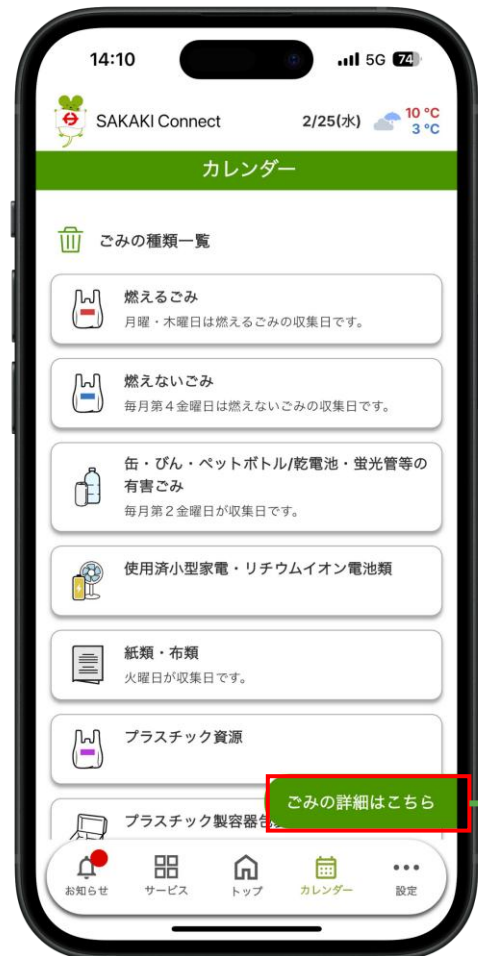 14:10
5G 74
SAKAKI Connect
2/25(水)
10 °C
3 °C
カレンダー
ごみの種類一覧
燃えるごみ
月曜・木曜日は燃えるごみの収集日です。
燃えないごみ
毎月第4金曜日は燃えないごみの収集日です。
缶・びん・ペットボトル/乾電池・蛍光管等の
有害ごみ
毎月第2金曜日が収集日です。
使用済小型家電・リチウムイオン電池類
紙類・布類
火曜日が収集日です。
プラスチック資源
ごみの詳細はこちら
プラスチック製容器包
お知らせ
サービス
トップ
カレンダー
設定